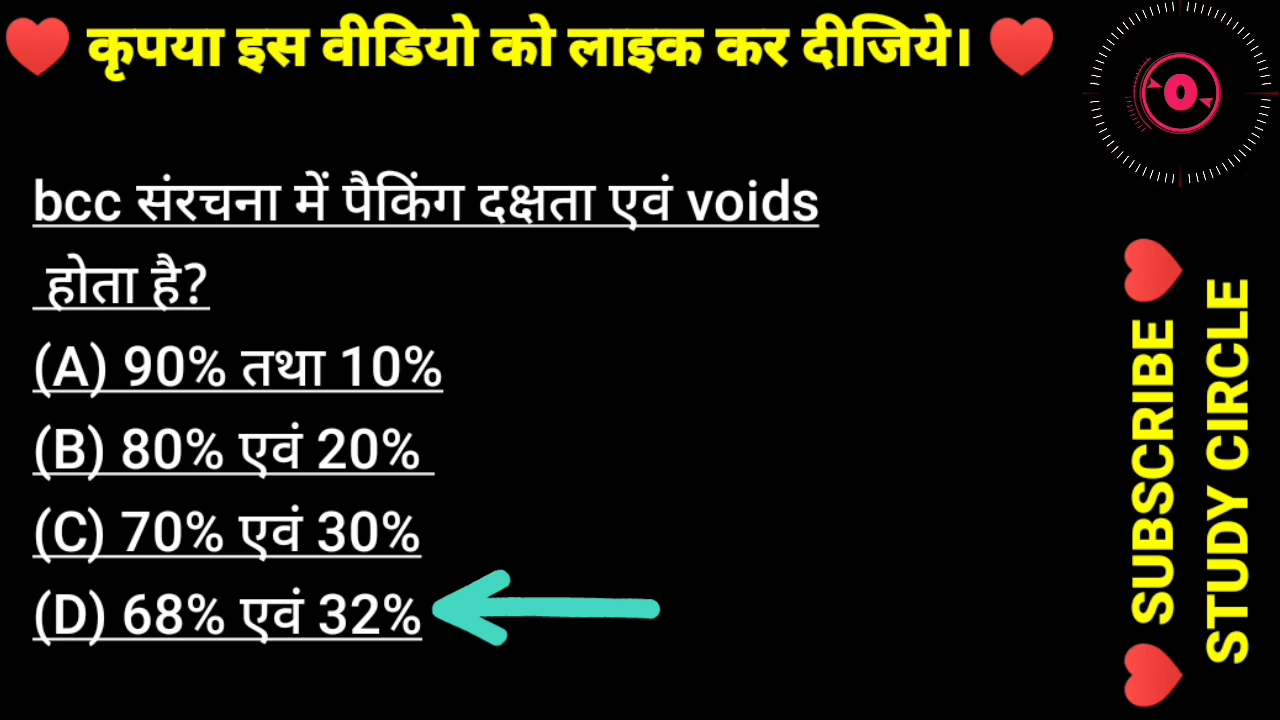 ❤️ कृपया इस वीडियो को लाइक कर दीजिये। ❤️
0
bcc संरचना में पैकिंग दक्षता एवं voids
होता है?
(A) 90% तथा 10%
(B) 80% एवं 20%
(C) 70% एवं 30%
(D) 68% एवं 32%
❤️ SUBSCRIBE ❤️
STUDY CIRCLE